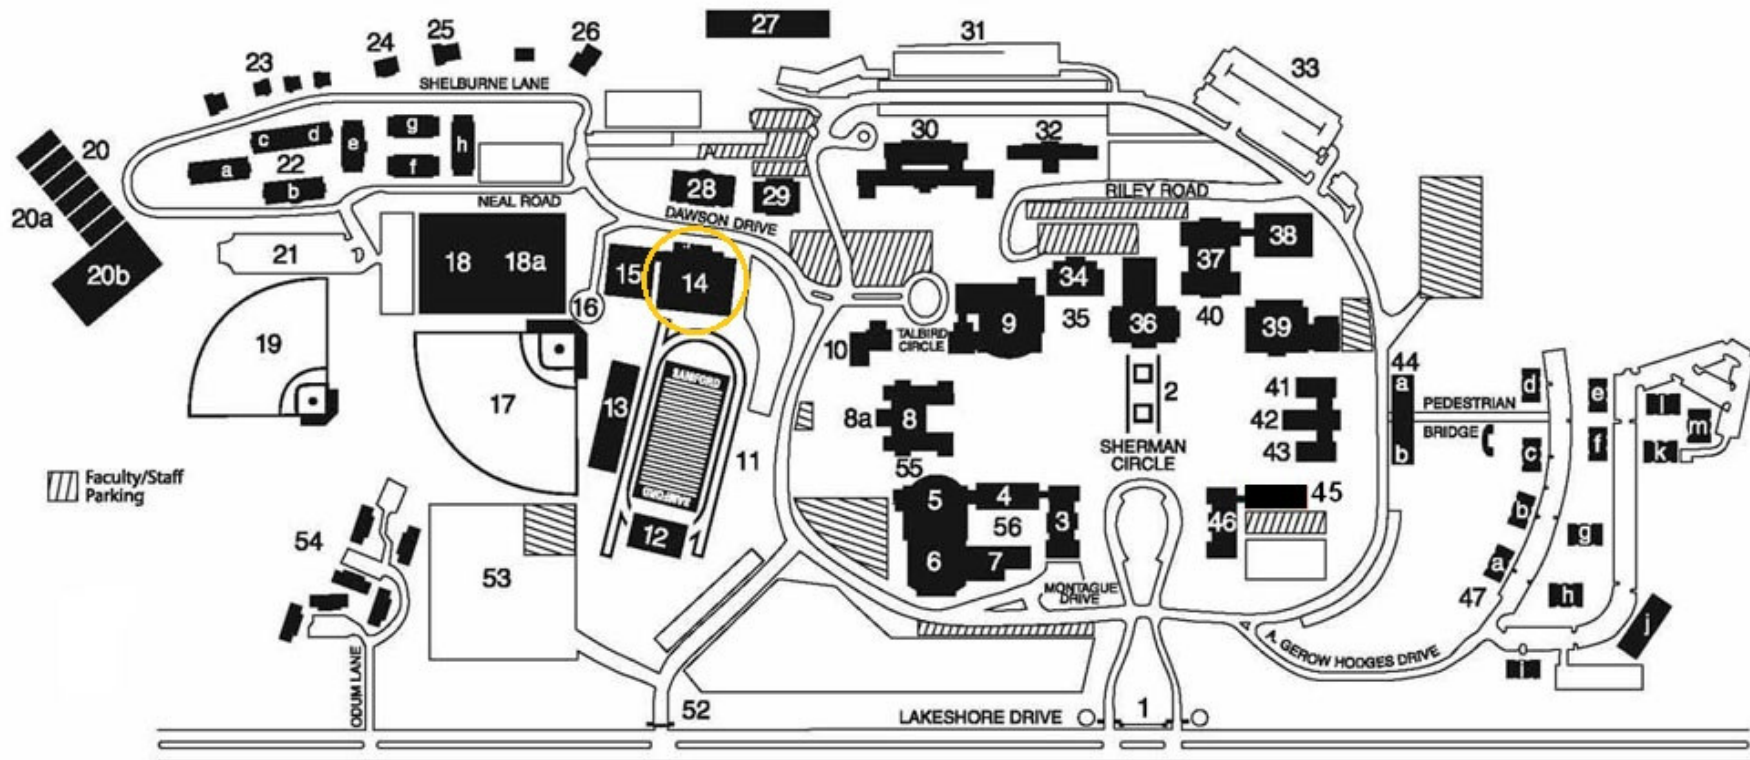 27
25
26
31
24
23
33
SHELBURNE LANE
g
c
d
e
h
30
32
20
22
f
a
b
28
29
RILEY ROAD
NEAL ROAD
DAWSON DRIVE
20a
38
18
18a
21
15
14
34
37
20b
16
9
35
36
40
39
19
10
TALBIRD
CIRCLE
44
SAMFORD
2
41
a
d
e
l
17
13
8a
8
42
PEDESTRIAN
m
BRIDGE
SHERMAN
CIRCLE
43
b
c
f
k
11
55
Faculty/Staff
Parking
SAMFORD
5
4
45
3
46
b
56
54
12
g
6
7
a
53
MONTAGUE
DRIVE
47
h
j
A. GEROW HODGES DRIVE
i
ODUM LANE
52
LAKESHORE DRIVE
1